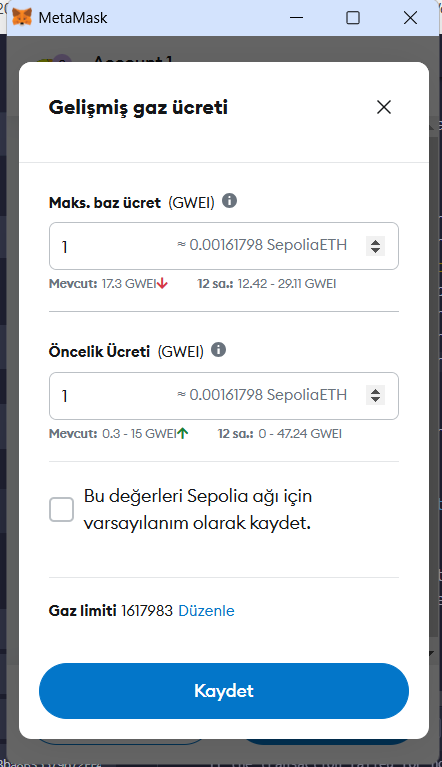 MetaMask
Account 1
Gelişmiş gaz ücreti
Maks. baz ücret (GWEI)
1 ≈ 0.00161798 SepoliaETH
Mevcut: 17.3 GWEI 12 sa.: 12.42 - 29.11 GWEI
Öncelik Ücreti (GWEI)
1 ≈ 0.00161798 SepoliaETH
Mevcut: 0.3 - 15 GWEI 12 sa.: 0 - 47.24 GWEI
Bu değerleri Sepolia ağı için
varsayılanım olarak kaydet.
Gaz limiti 1617983 Düzenle
Kaydet